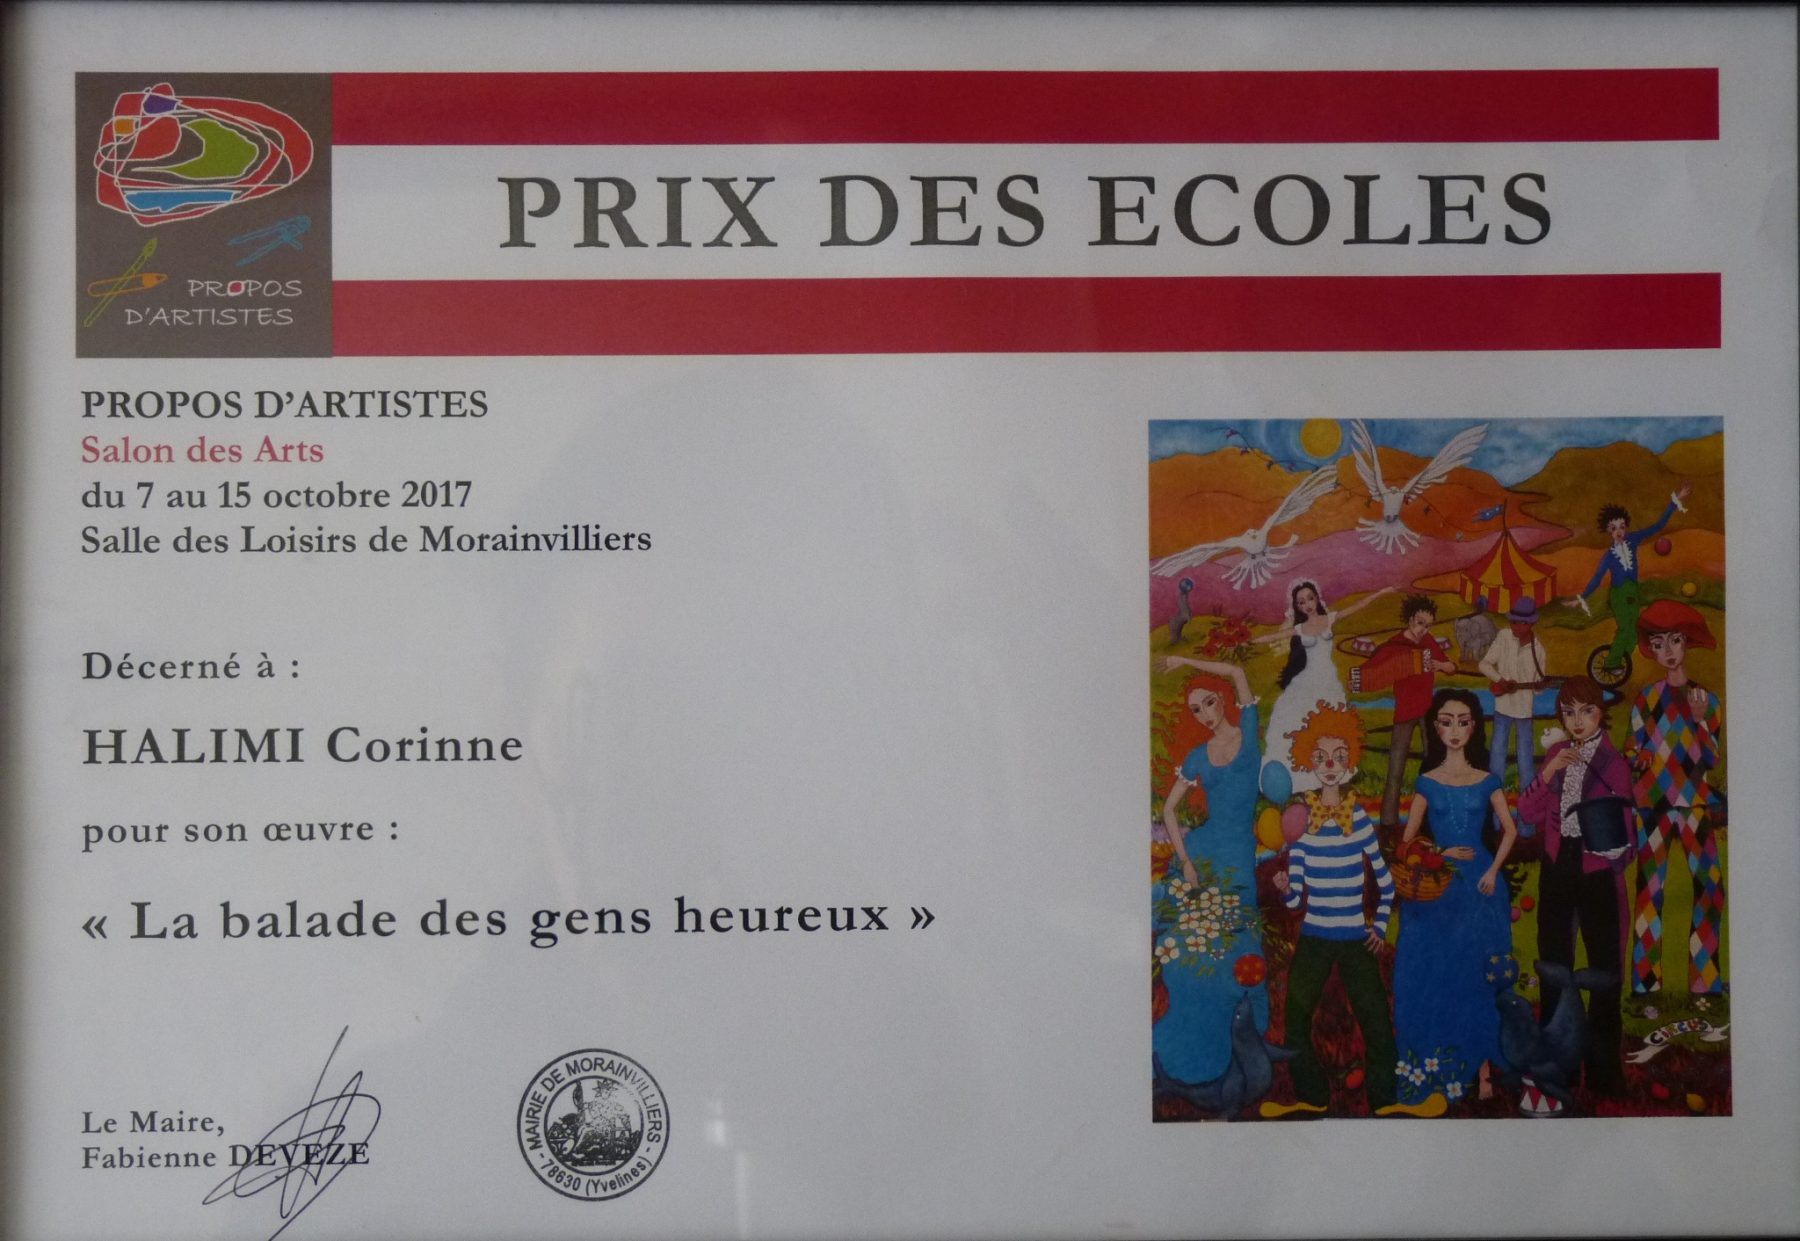 PRIX DES ECOLES
PROPOS
D'ARTISTES
PROPOS D'ARTISTES
Salon des Arts
du 7 au 15 octobre 2017
Salle des Loisirs de Morainvilliers
Décerné à :
HALIMI Corinne
pour son œuvre :
« La balade des gens heureux »
CIRCUS
Le Maire,
Fabienne DEVEZE
MAIRIE DE MORAINVILLIERS
- 78630 (Yvelines) -